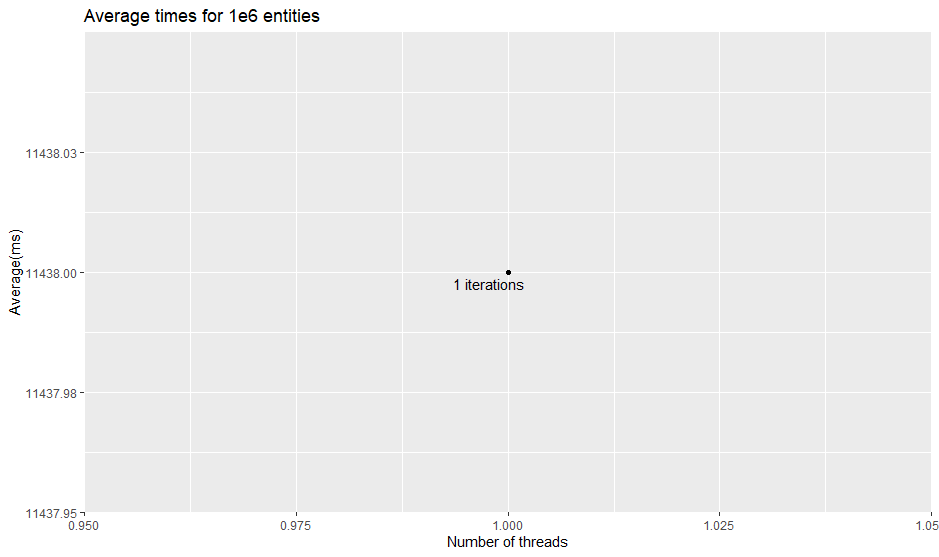 Average times for 1e6 entities
Average(ms)
11438.03
11438.00
11437.98
11437.95
1 iterations
0.950 0.975 1.000 1.025 1.05
Number of threads